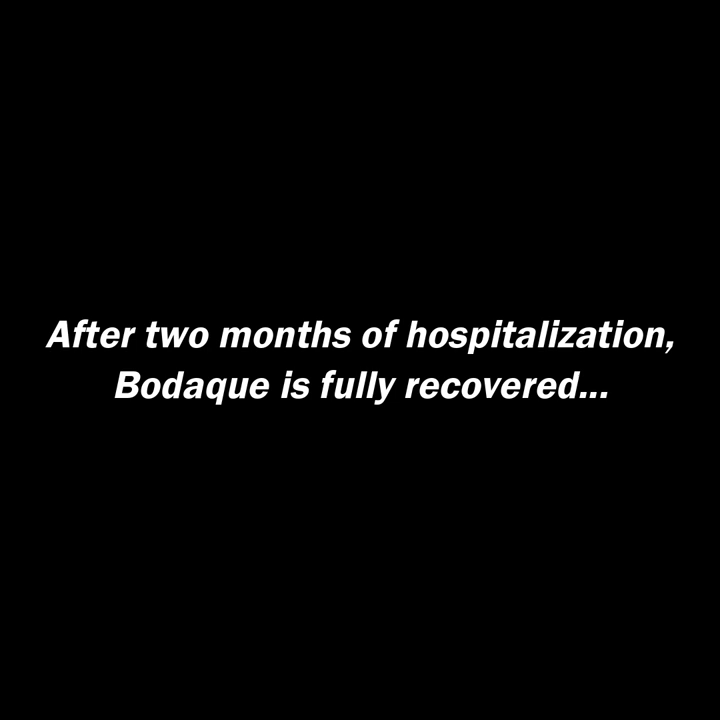 After two months of hospitalization,
Bodaque is fully recovered...